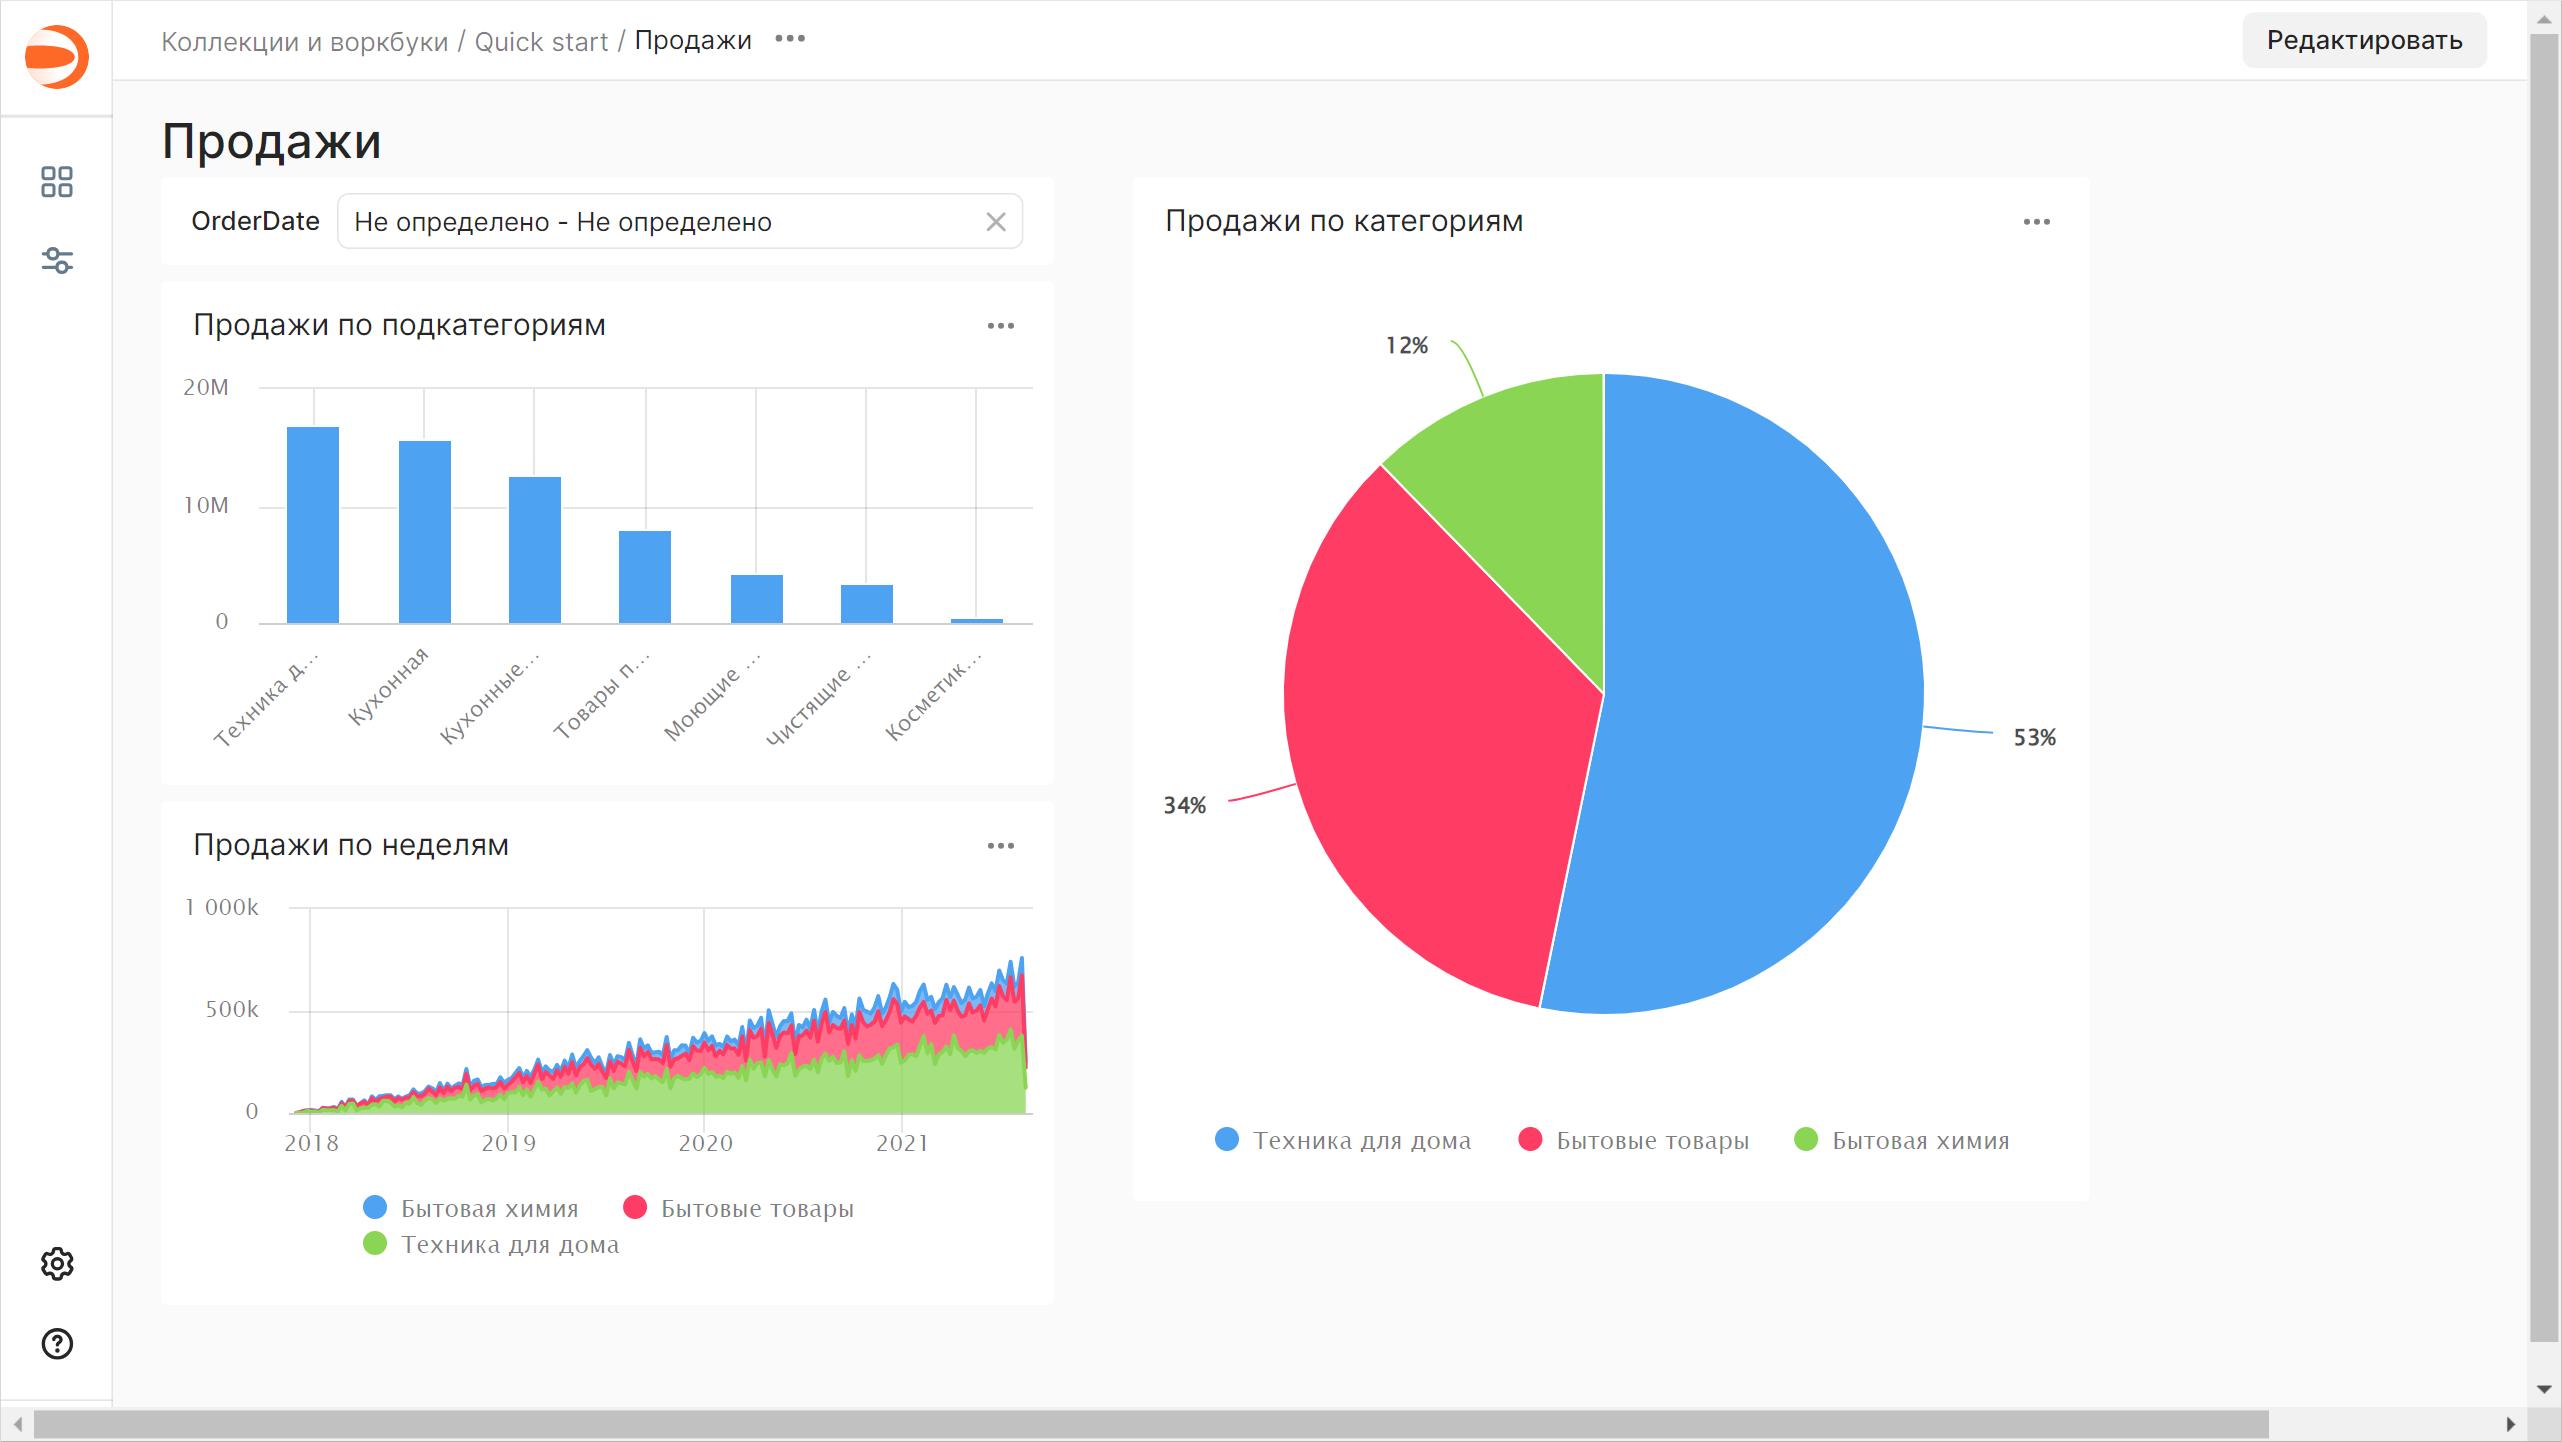 Коллекции и воркбуки / Quick start / Продажи
Редактировать
Продажи
OrderDate Не определено - Не определено
Продажи по подкатегориям
20M
10M
0
Техника д...
Кухонная
Кухонные...
Товары п...
Моющие ...
Чистящие ...
Косметик...
Продажи по неделям
1 000k
500k
0
2018 2019 2020 2021
Бытовая химия Бытовые товары
Техника для дома
Продажи по категориям
12%
53%
34%
Техника для дома Бытовые товары Бытовая химия